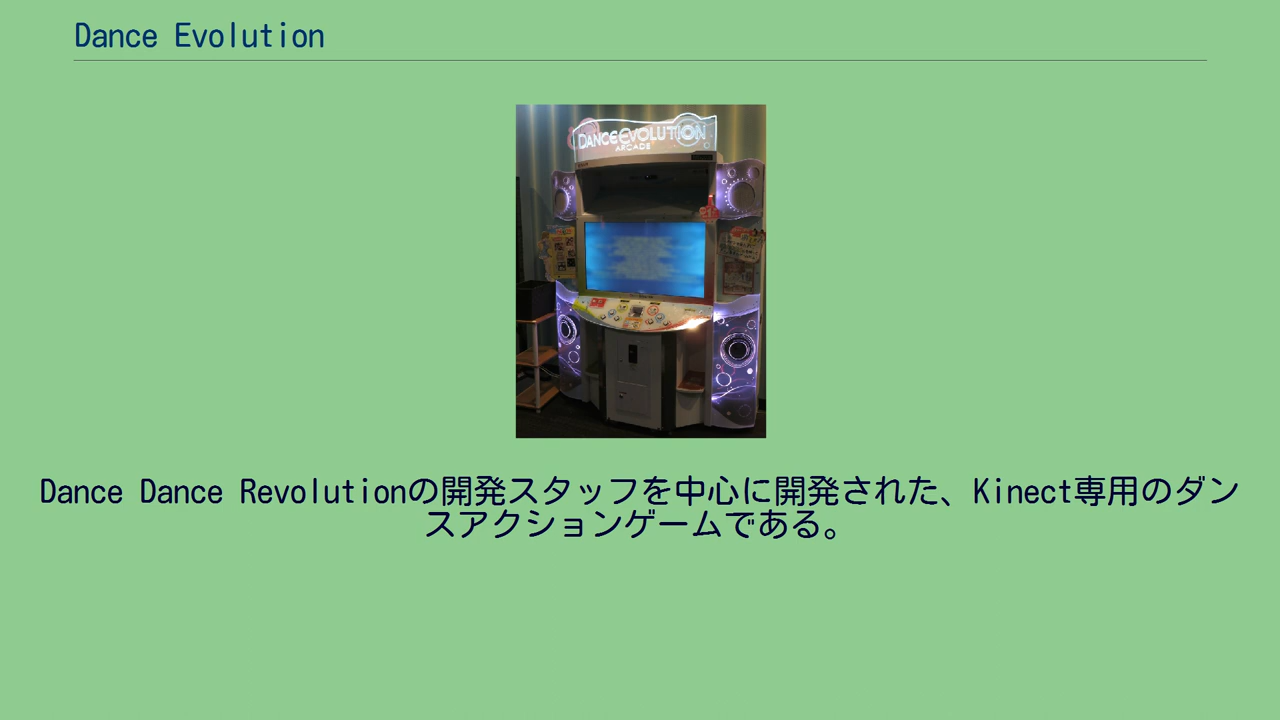 Dance Evolution
DANCEEVOLUTION
ARCADE
Dance Dance Revolutionの開発スタッフを中心に開発された、Kinect専用のダン
スアクションゲームである。